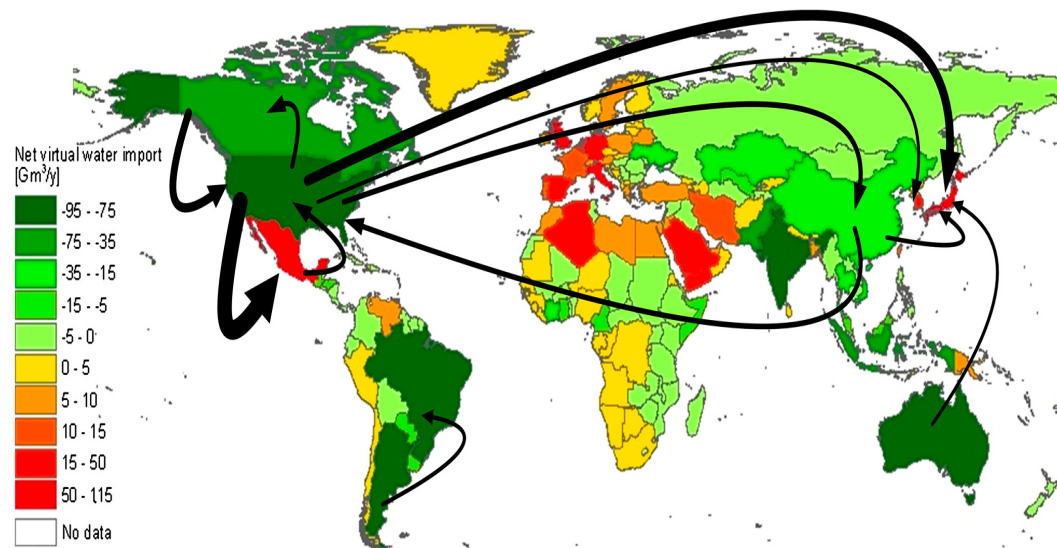 Net virtual water import
[Gm³/y]
-95 - -75
-75 - -35
-35 - -15
-15 - -5
-5 - 0
0 - 5
5 - 10
10 - 15
15 - 50
50 - 115
No data